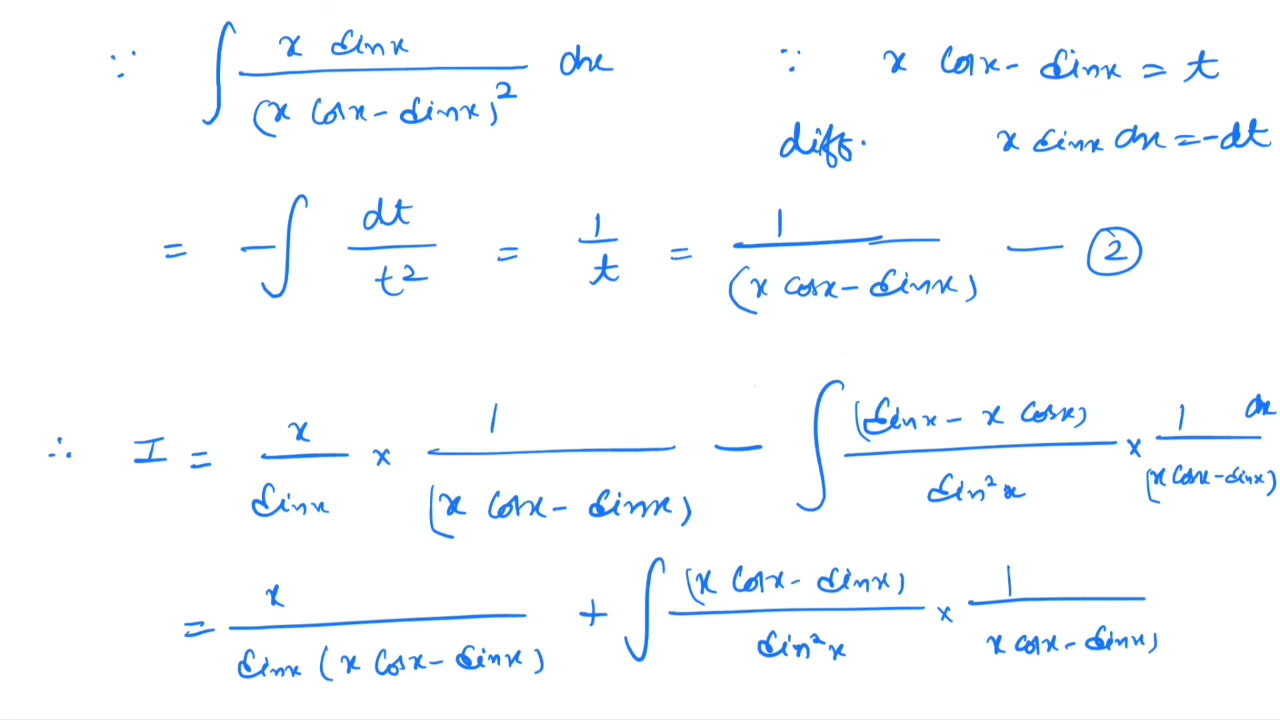 ∵ ∫ x sinx / (x cosx - sinx)² dx ∵ x cosx - sinx = t
diff. x sinx dx = -dt
= -∫ dt / t² = 1 / t = 1 / (x cosx - sinx) — ②
∴ I = x / sinx × 1 / (x cosx - sinx) - ∫ (sinx - x cosx) / sin²x × 1 / (x cosx - sinx) dx
= x / sinx (x cosx - sinx) + ∫ (x cosx - sinx) / sin²x × 1 / x cosx - sinx)